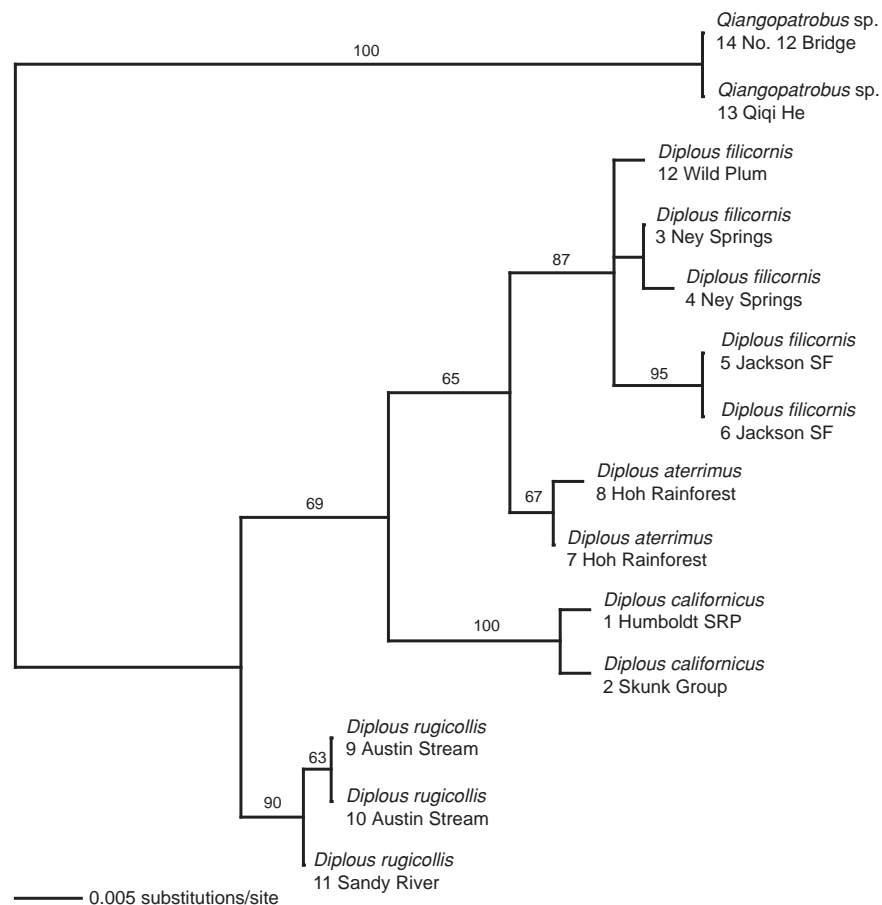 Qiangopatrobus sp.
14 No. 12 Bridge
100
Qiangopatrobus sp.
13 Qiqi He
Diplous filicornis
12 Wild Plum
Diplous filicornis
3 Ney Springs
87
Diplous filicornis
4 Ney Springs
Diplous filicornis
5 Jackson SF
95
65
Diplous filicornis
6 Jackson SF
Diplous aterrimus
8 Hoh Rainforest
67
69
Diplous aterrimus
7 Hoh Rainforest
Diplous californicus
1 Humboldt SRP
100
Diplous californicus
2 Skunk Group
Diplous rugicollis
9 Austin Stream
63
Diplous rugicollis
10 Austin Stream
90
Diplous rugicollis
11 Sandy River
0.005 substitutions/site